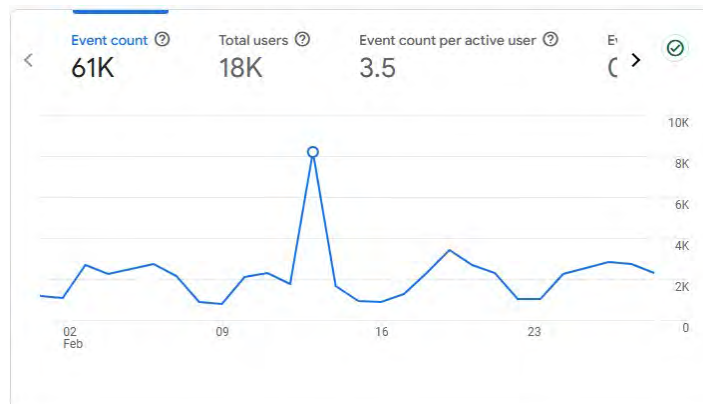 Event count
Total users
Event count per active user
61K
18K
3.5
10K
8K
6K
4K
2K
0
02
Feb
09
16
23